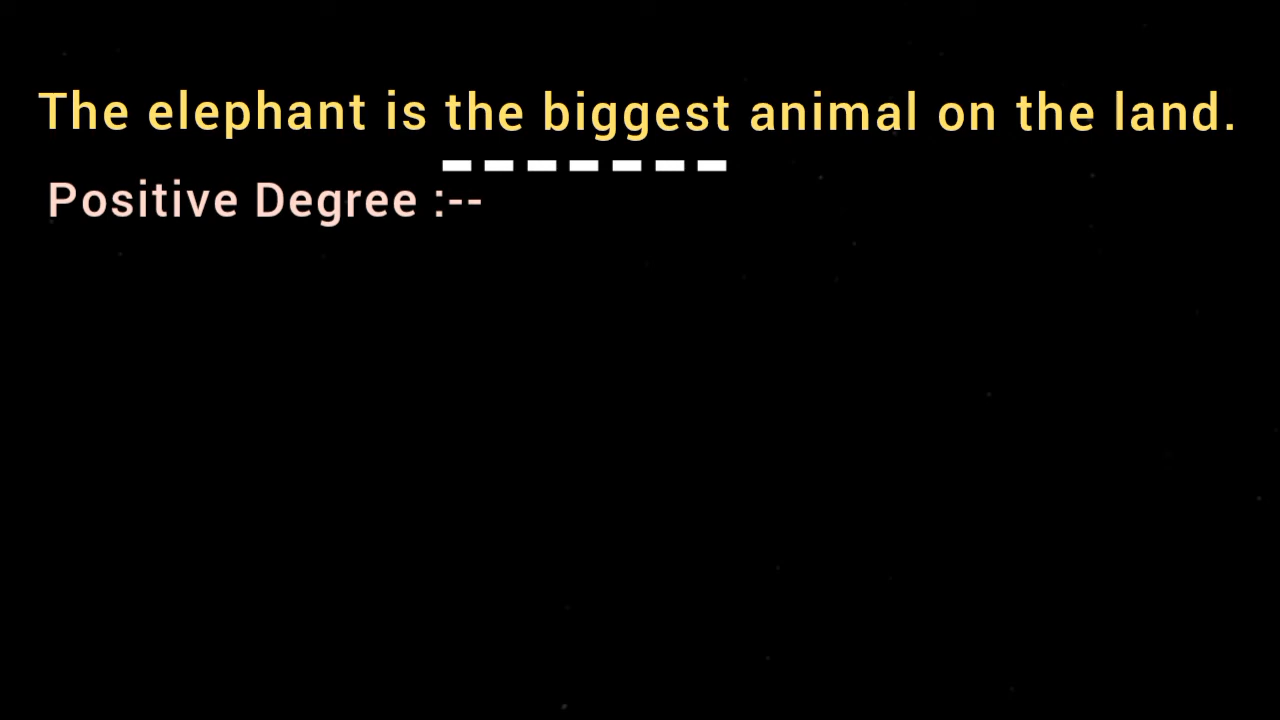 The elephant is the biggest animal on the land.
Positive Degree :--